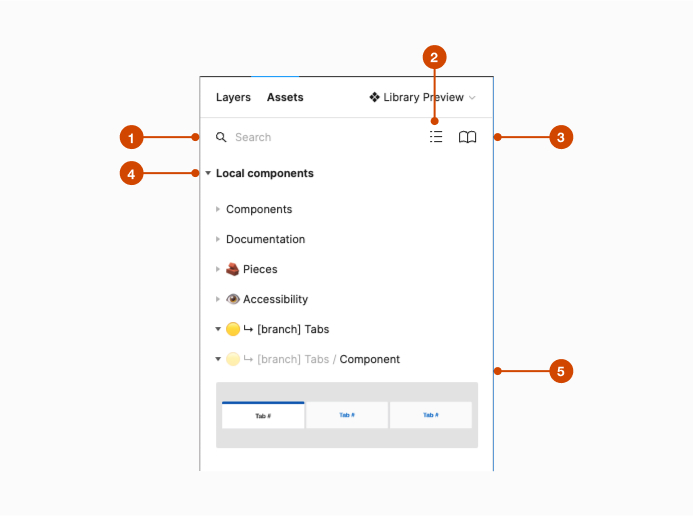 2
Layers Assets Library Preview
1 Search 3
4 Local components
Components
Documentation
Pieces
Accessibility
↳ [branch] Tabs
↳ [branch] Tabs / Component
5
Tab # Tab # Tab #